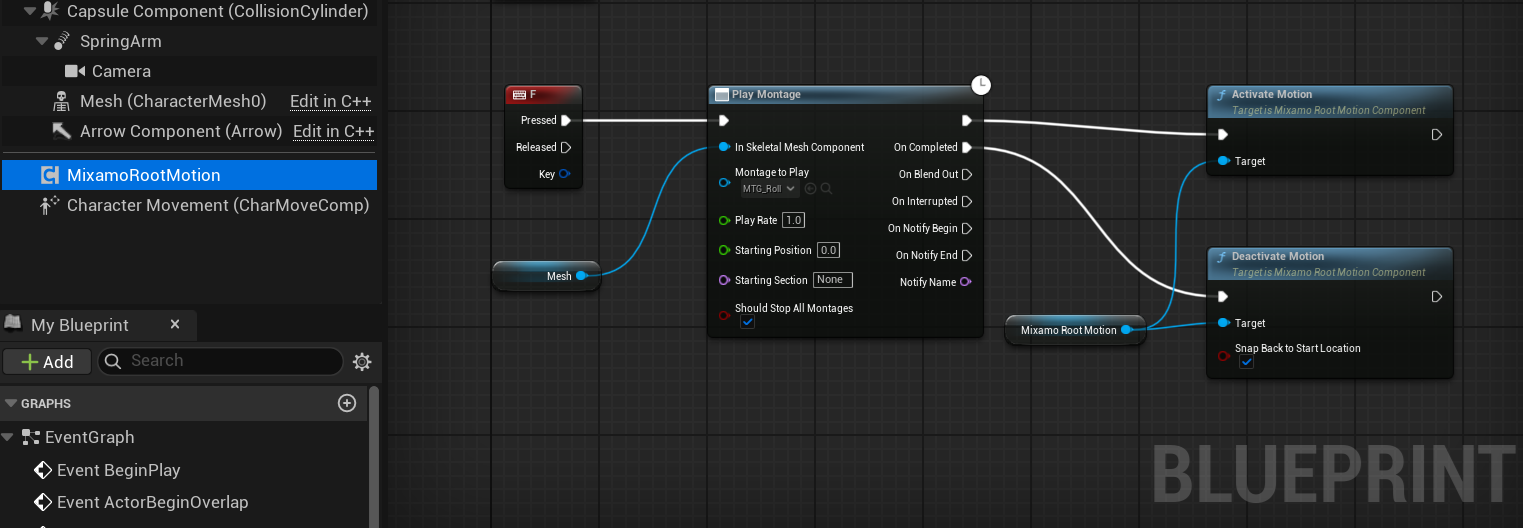 Capsule Component (CollisionCylinder)
SpringArm
Camera
Mesh (CharacterMesh0) Edit in C++
Arrow Component (Arrow) Edit in C++
MixamoRootMotion
Character Movement (CharMoveComp)
My Blueprint ×
+ Add Search
GRAPHS
EventGraph
Event BeginPlay
Event ActorBeginOverlap
F
Pressed
Released
Key
Mesh
Play Montage
In Skeletal Mesh Component On Completed
Montage to Play On Blend Out
MTG_Roll
On Interrupted
Play Rate 1.0 On Notify Begin
Starting Position 0.0 On Notify End
Starting Section None Notify Name
Should Stop All Montages
Mixamo Root Motion
Activate Motion
Target is Mixamo Root Motion Component
Target
Deactivate Motion
Target is Mixamo Root Motion Component
Target
Snap Back to Start Location
BLUEPRINT